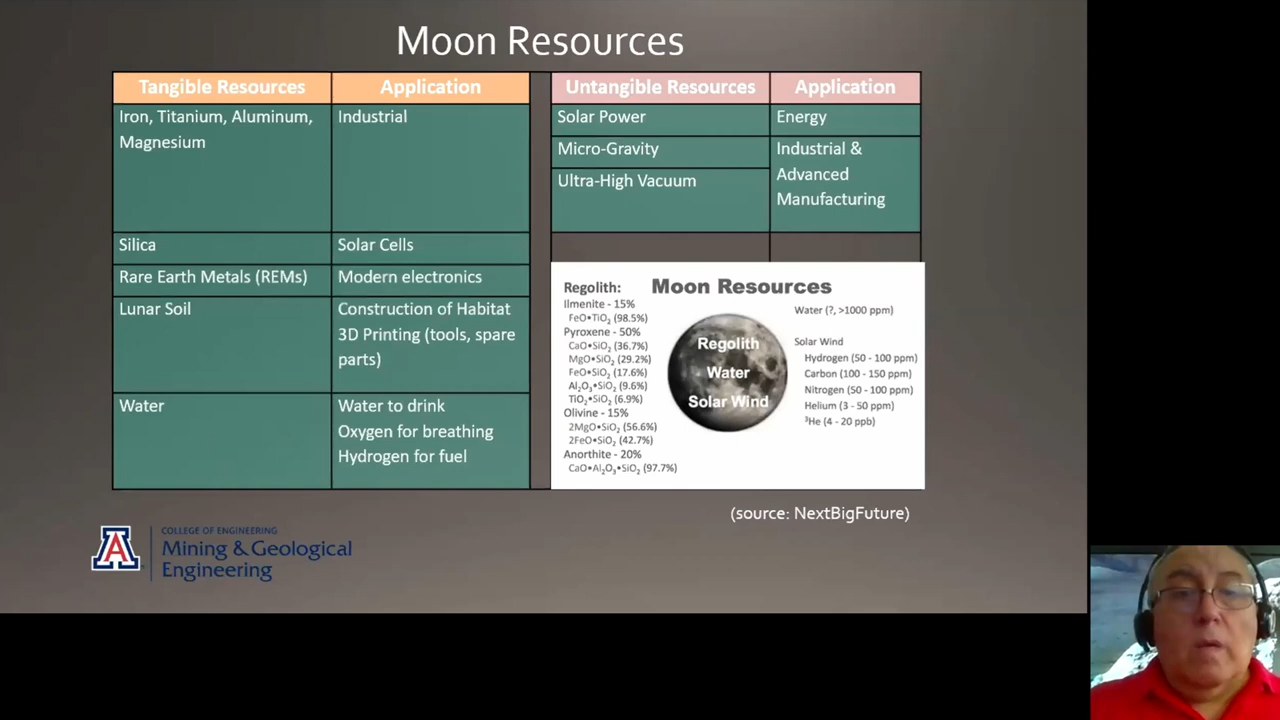 Moon Resources
Tangible Resources
Application
Iron, Titanium, Aluminum,
Magnesium
Industrial
Silica
Solar Cells
Rare Earth Metals (REMs)
Modern electronics
Lunar Soil
Construction of Habitat
3D Printing (tools, spare
parts)
Water
Water to drink
Oxygen for breathing
Hydrogen for fuel
Untangible Resources
Application
Solar Power
Energy
Micro-Gravity
Industrial &
Advanced
Manufacturing
Ultra-High Vacuum
Moon Resources
Regolith:
Ilmenite - 15%
FeO•TiO₂ (98.5%)
Pyroxene - 50%
CaO•SiO₂ (36.7%)
MgO•SiO₂ (29.2%)
FeO•SiO₂ (17.6%)
Al₂O₃•SiO₂ (9.6%)
TiO₂•SiO₂ (6.9%)
Olivine - 15%
2MgO•SiO₂ (56.6%)
2FeO•SiO₂ (42.7%)
Anorthite - 20%
CaO•Al₂O₃•SiO₂ (97.7%)
Regolith
Water
Solar Wind
Water (?, >1000 ppm)
Solar Wind
Hydrogen (50 - 100 ppm)
Carbon (100 - 150 ppm)
Nitrogen (50 - 100 ppm)
Helium (3 - 50 ppm)
³He (4 - 20 ppb)
(source: NextBigFuture)
A
COLLEGE OF ENGINEERING
Mining & Geological
Engineering